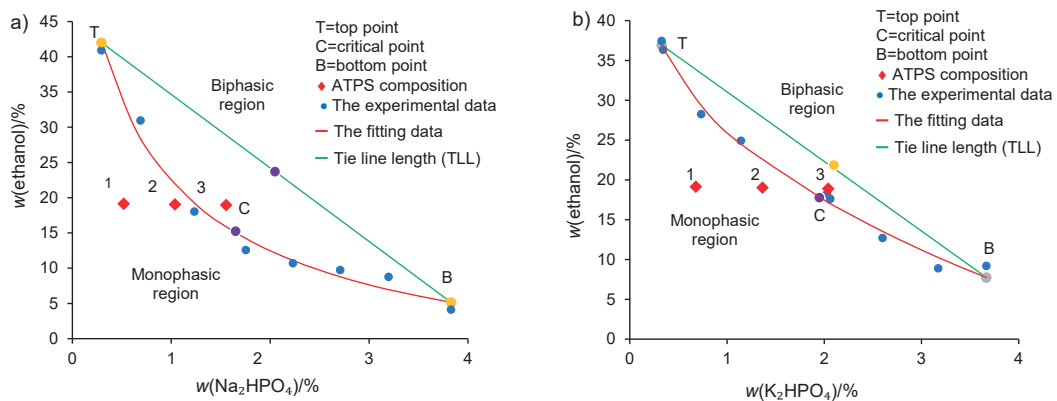 a)
T=top point
C=critical point
B=bottom point
ATPS composition
The experimental data
The fitting data
Tie line length (TLL)
T
Biphasic
region
1
2
3
C
Monophasic
region
B
45
40
35
30
25
20
15
10
5
0
0
1
2
3
4
w(ethanol)/%
w(Na₂HPO₄)/%
b)
T=top point
C=critical point
B=bottom point
ATPS composition
The experimental data
The fitting data
Tie line length (TLL)
T
Biphasic
region
1
2
3
C
Monophasic
region
B
40
35
30
25
20
15
10
5
0
0
1
2
3
4
w(ethanol)/%
w(K₂HPO₄)/%